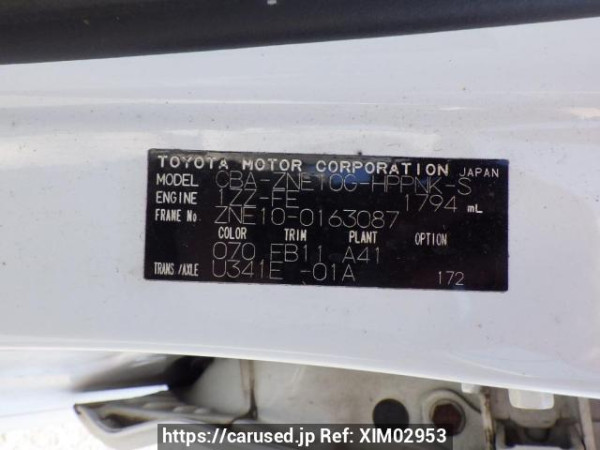 TOYOTA MOTOR CORPORATION JAPAN
MODEL CBA-ZNE10G-HPPNK-S
ENGINE 1ZZ-FE 1794 mL
FRAME No. ZNE10-0163087
COLOR TRIM PLANT OPTION
070 EB11 A41
TRANS/AXLE U341E -01A 172
https://carused.jp Ref: XIM02953